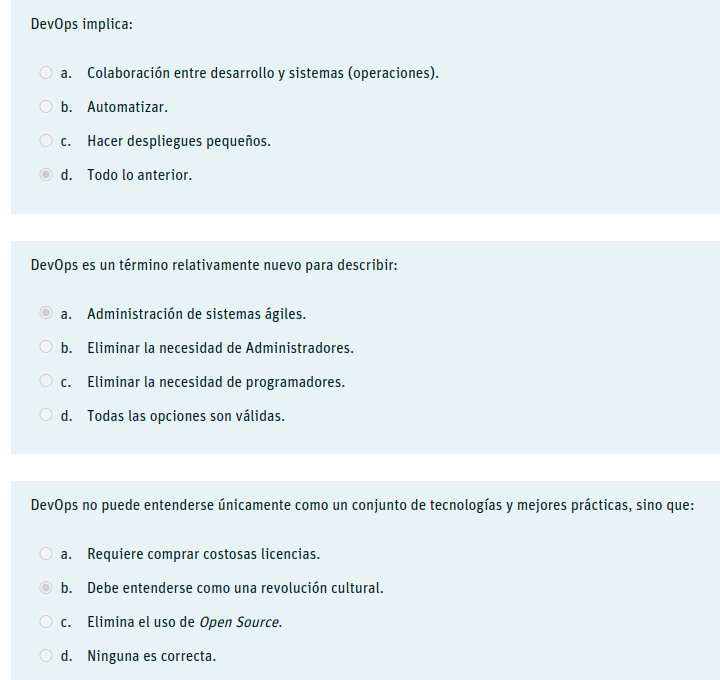 DevOps implica:
a. Colaboración entre desarrollo y sistemas (operaciones).
b. Automatizar.
c. Hacer despliegues pequeños.
d. Todo lo anterior.
DevOps es un término relativamente nuevo para describir:
a. Administración de sistemas ágiles.
b. Eliminar la necesidad de Administradores.
c. Eliminar la necesidad de programadores.
d. Todas las opciones son válidas.
DevOps no puede entenderse únicamente como un conjunto de tecnologías y mejores prácticas, sino que:
a. Requiere comprar costosas licencias.
b. Debe entenderse como una revolución cultural.
c. Elimina el uso de Open Source.
d. Ninguna es correcta.